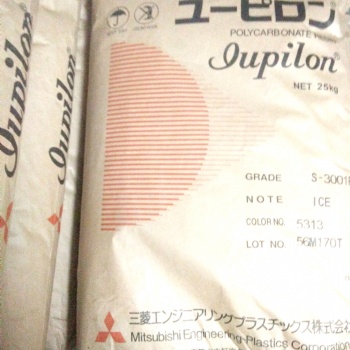 ユーピロン
POLYCARBONATE
Iupilon
NET 25kg
GRADE S-3001
NOTE ICE
COLOR NO. 5313
LOT NO. 56M170T
三菱エンジニアリングプラスチックス株式会
Mitsubishi Engineering-Plastics Corporation
Iupilon
Iupilon